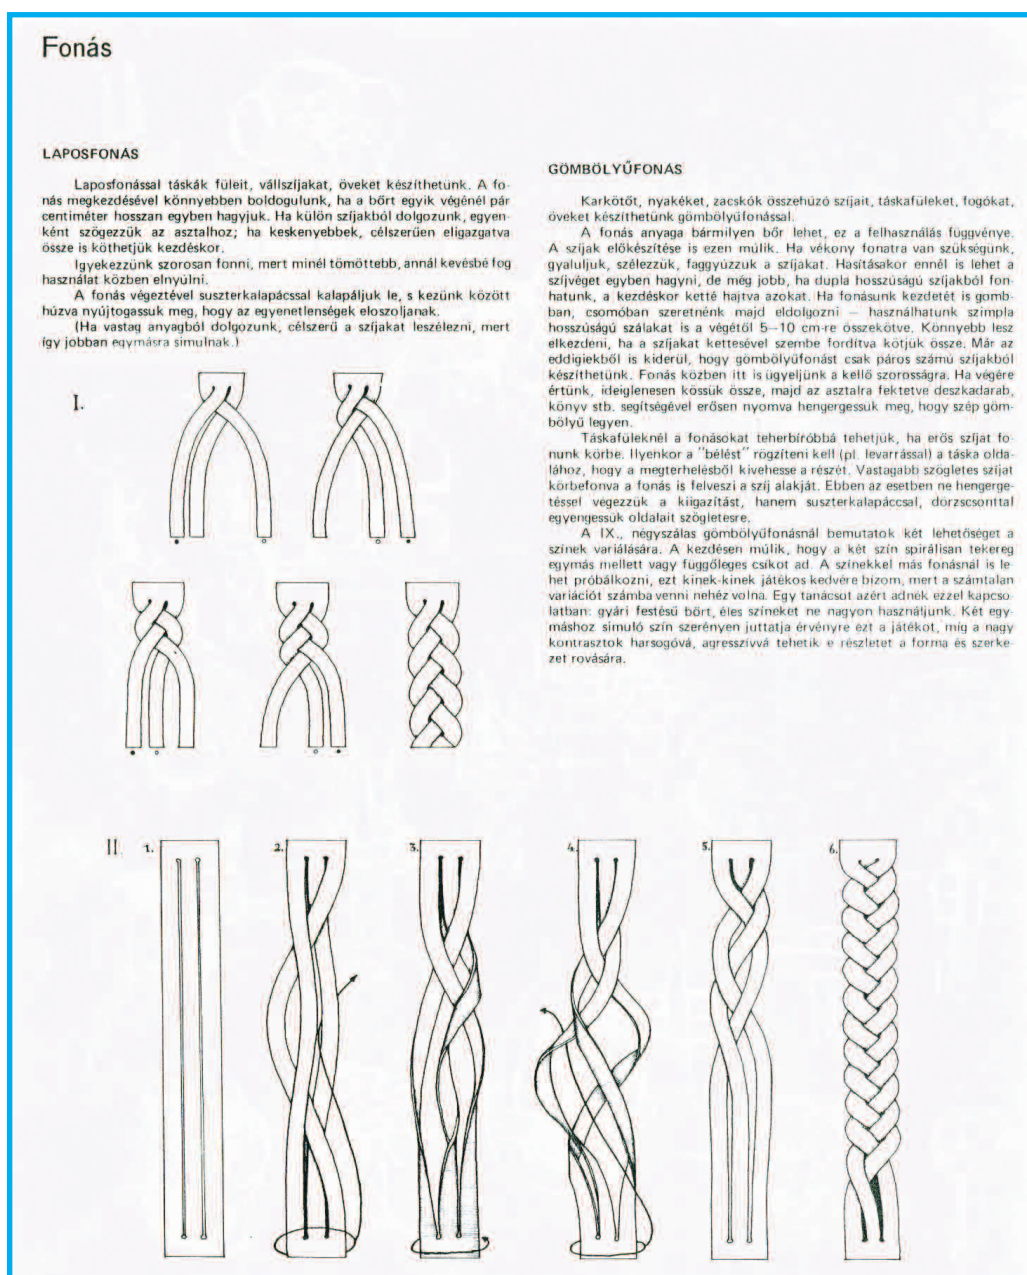 Fonás
LAPOSFONÁS
Laposfonással táskák füleit, vállszíjakat, öveket készíthetünk. A fo-
nás megkezdésével könnyebben boldogulunk, ha a bőrt egyik végénél pár
centiméter hosszan egyben hagyjuk. Ha külön szíjakból dolgozunk, egyen-
ként szögezzük az asztalhoz; ha keskenyebbek, célszerűen eligazgatva
össze is köthetjük kezdéskor.
Igyekezzünk szorosan fonni, mert minél tömöttebb, annál kevésbé fog
használat közben elnyúlni.
A fonás végeztével suszterkalapácssal kalapáljuk le, s kezünk között
húzva nyújtogassuk meg, hogy az egyenetlenségek eloszoljanak.
(Ha vastag anyagból dolgozunk, célszerű a szíjakat leszélezni, mert
így jobban egymásra simulnak.)
I.
II.
1.
2.
3.
4.
5.
6.
GÖMBÖLYŰFONÁS
Karkötőt, nyakéket, zacskók összehúzó szíjait, táskafüleket, fogókat,
öveket készíthetünk gömbölyűfonással.
A fonás anyaga bármilyen bőr lehet, ez a felhasználás függvénye.
A szíjak előkészítése is ezen múlik. Ha vékony fonatra van szükségünk,
gyaluljuk, szélezzük, faggyúzzuk a szíjakat. Hasításakor ennél is lehet a
szíjvéget egyben hagyni, de még jobb, ha dupla hosszúságú szíjakból fon-
hatunk, a kezdéskor ketté hajtva azokat. Ha fonásunk kezdetét is gomb-
ban, csomóban szeretnénk majd eldolgozni – használhatunk szimpla
hosszúságú szálakat is a végétől 5–10 cm-re összekötve. Könnyebb lesz
elkezdeni, ha a szíjakat kettesével szembe fordítva kötjük össze. Már az
eddigiekből is kiderül, hogy gömbölyűfonást csak páros számú szíjakból
készíthetünk. Fonás közben itt is ügyeljünk a kellő szorosságra. Ha végére
értünk, ideiglenesen kössük össze, majd az asztalra fektetve deszkadarab,
könyv stb. segítségével erősen nyomva hengergessük meg, hogy szép göm-
bölyű legyen.
Táskafüleknél a fonásokat teherbíróbbá tehetjük, ha erős szíjat fo-
nunk körbe. Ilyenkor a "bélést" rögzíteni kell (pl. levarrással) a táska olda-
lához, hogy a megterhelésből kivehesse a részét. Vastagabb szögletes szíjat
körbefonva a fonás is felveszi a szíj alakját. Ebben az esetben ne hengerge-
téssel végezzük a kiigazítást, hanem suszterkalapáccsal, dörzscsonttal
egyengessük oldalait szögletesre.
A IX., négyszálas gömbölyűfonásnál bemutatok két lehetőséget a
színek variálására. A kezdésen múlik, hogy a két szín spirálisan tekereg
egymás mellett vagy függőleges csíkot ad. A színekkel más fonásnál is le-
het próbálkozni, ezt kinek-kinek játékos kedvére bízom, mert a számtalan
variációt számba venni nehéz volna. Egy tanácsot azért adnék ezzel kapcso-
latban: gyári festésű bőrt, éles színeket ne nagyon használjunk. Két egy-
máshoz simuló szín szerényen juttatja érvényre ezt a játékot, míg a nagy
kontrasztok harsogóvá, agresszívvá tehetik e részletet a forma és szerke-
zet rovására.